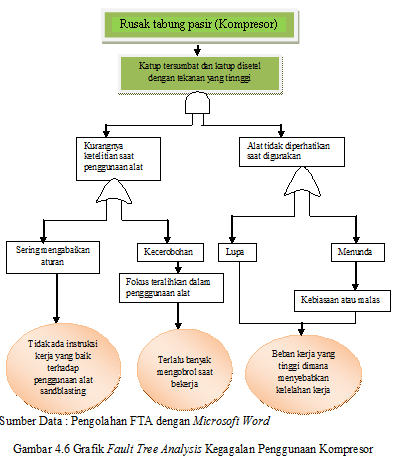 Rusak tabung pasir (Kompresor)
Katup tersumbat dan katup disetel
dengan tekanan yang tinnggi
Kurangnya
ketelitian saat
penggunaan alat
Alat tidak diperhatikan
saat digunakan
Sering mengabaikan
aturan
Kecerobohan
Lupa
Menunda
Fokus teralihkan dalam
pengggunaan alat
Kebiasaan atau malas
Tidak ada instruksi
kerja yang baik
terhadap
penggunaan alat
sandblasting
Terlalu banyak
mengobrol saat
bekerja
Beban kerja yang
tinggi dimana
menyebabkan
kelelahan kerja
Sumber Data : Pengolahan FTA dengan Microsoft Word
Gambar 4.6 Grafik Fault Tree Analysis Kegagalan Penggunaan Kompresor